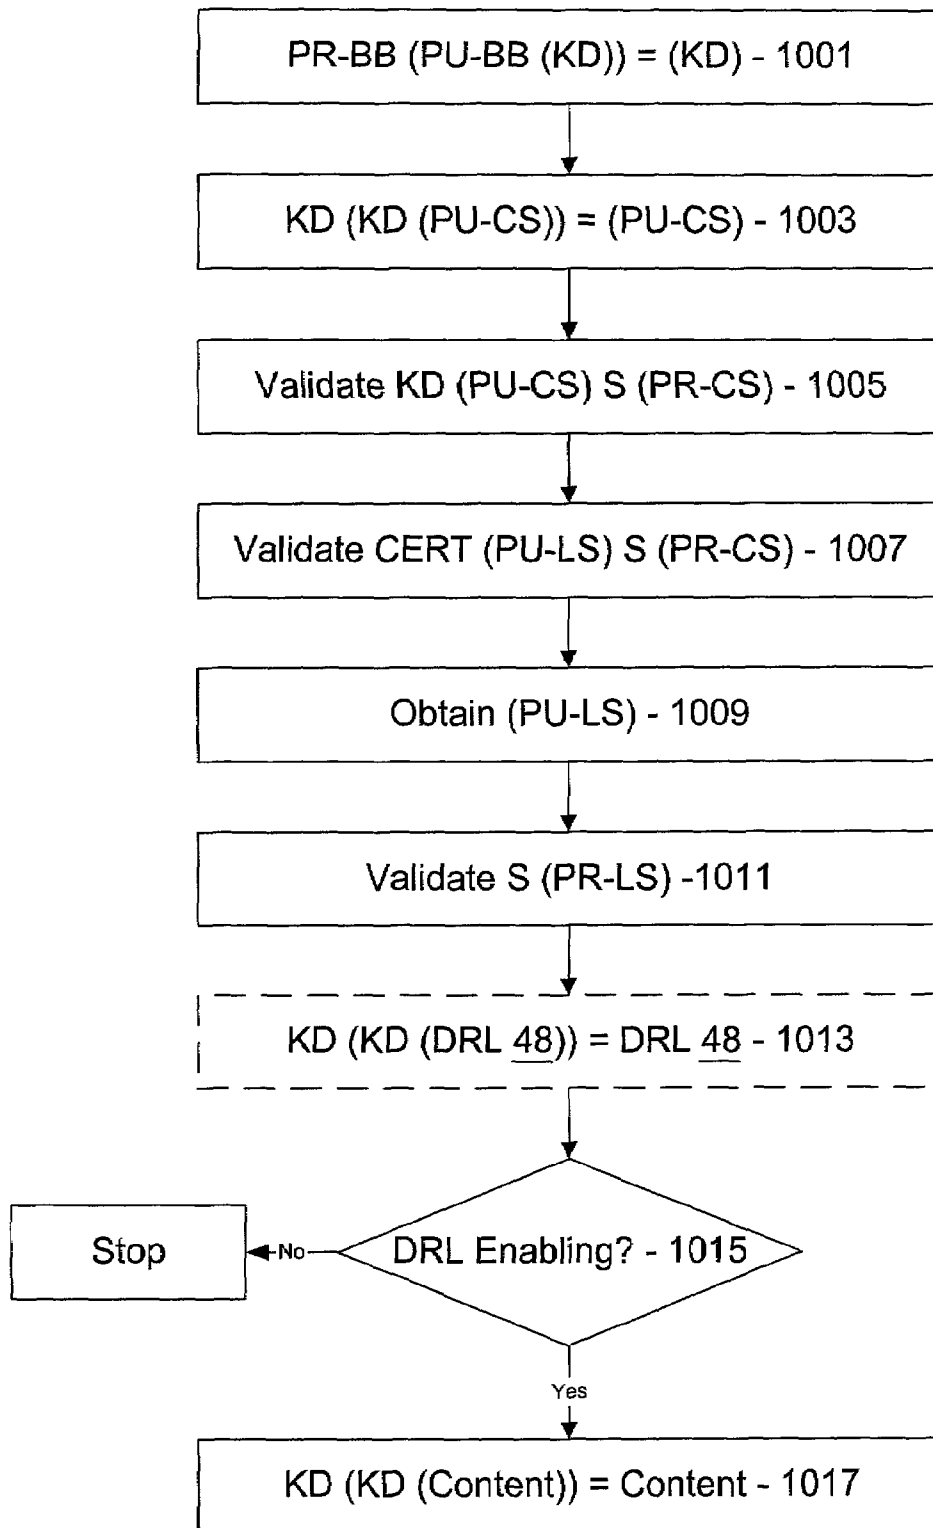 PR-BB (PU-BB (KD)) = (KD) - 1001
KD (KD (PU-CS)) = (PU-CS) - 1003
Validate KD (PU-CS) S (PR-CS) - 1005
Validate CERT (PU-LS) S (PR-CS) - 1007
Obtain (PU-LS) - 1009
Validate S (PR-LS) -1011
KD (KD (DRL 48)) = DRL 48 - 1013
Stop
No
DRL Enabling? - 1015
Yes
KD (KD (Content)) = Content - 1017